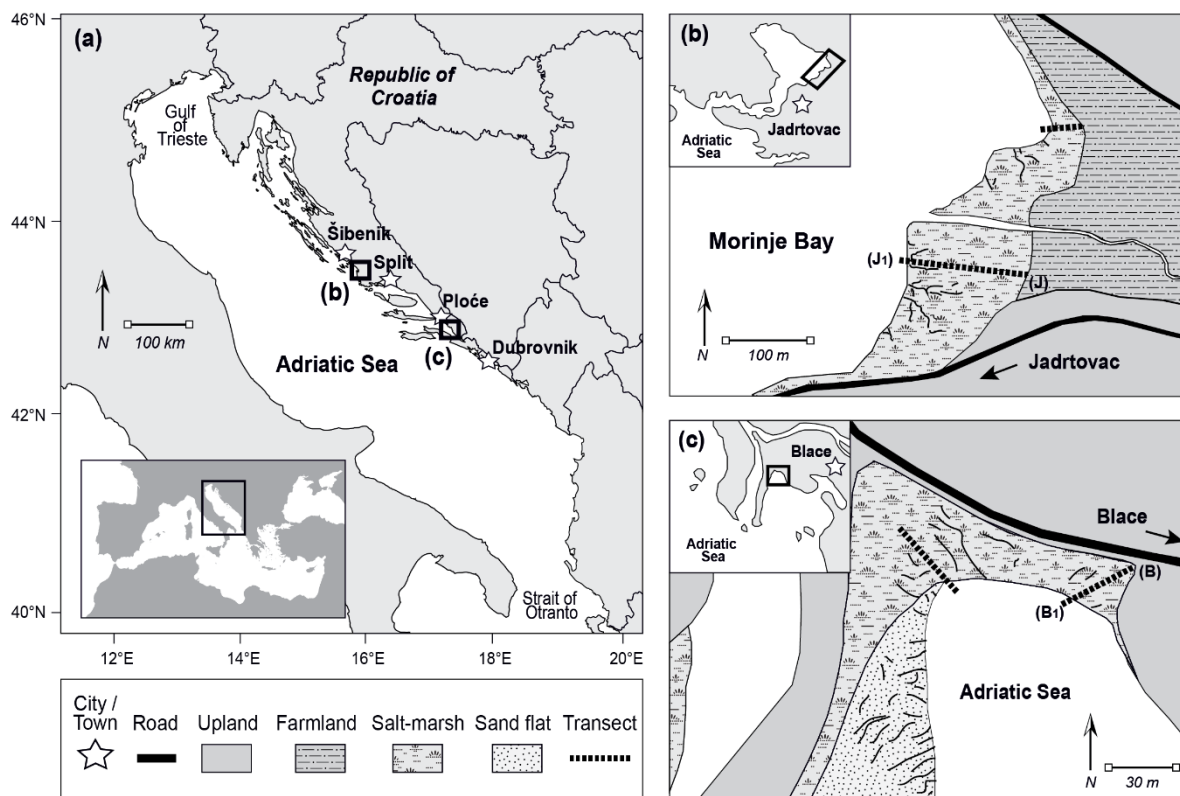 46°N
44°N
42°N
40°N
12°E
14°E
16°E
18°E
20°E
(a)
Republic of
Croatia
Gulf
of
Trieste
Šibenik
Split
(b)
Ploće
(c)
Dubrovnik
N
100 km
Adriatic Sea
Strait of
Otranto
(b)
Jadrtovac
Adriatic
Sea
Morinje Bay
(J1)
(J)
N
100 m
Jadrtovac
(c)
Blace
Adriatic
Sea
Blace
(B)
(B1)
Adriatic Sea
N
30 m
City /
Town
Road
Upland
Farmland
Salt-marsh
Sand flat
Transect